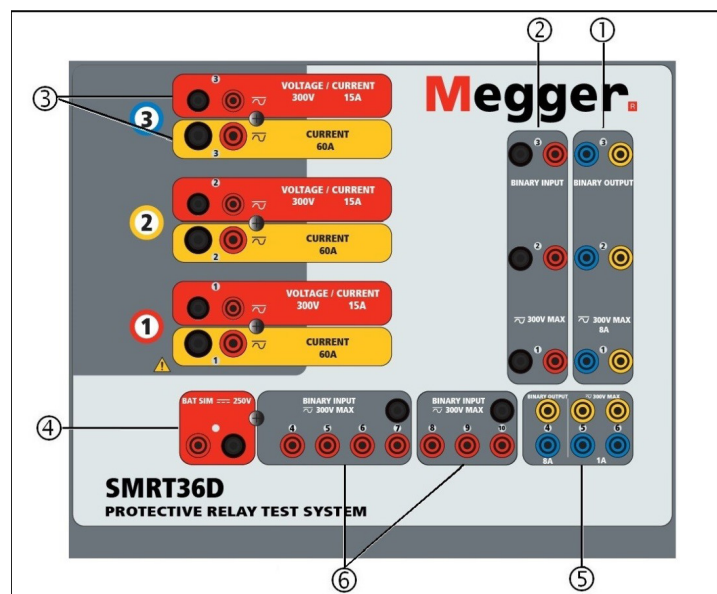 ② ①
Megger®
③
3
VOLTAGE / CURRENT
300V 15A
3 CURRENT
60A
3
2
VOLTAGE / CURRENT
300V 15A
2 CURRENT
60A
2
1
VOLTAGE / CURRENT
300V 15A
1 CURRENT
60A
1
3 3
BINARY INPUT BINARY OUTPUT
2 2
300V MAX 300V MAX
8A
1 1
④
BAT SIM 250V
BINARY INPUT
300V MAX
4 5 6 7
BINARY INPUT
300V MAX
8 9 10
BINARY OUTPUT 300V MAX
4 5 6
8A 1A
SMRT36D
PROTECTIVE RELAY TEST SYSTEM
⑥ ⑤